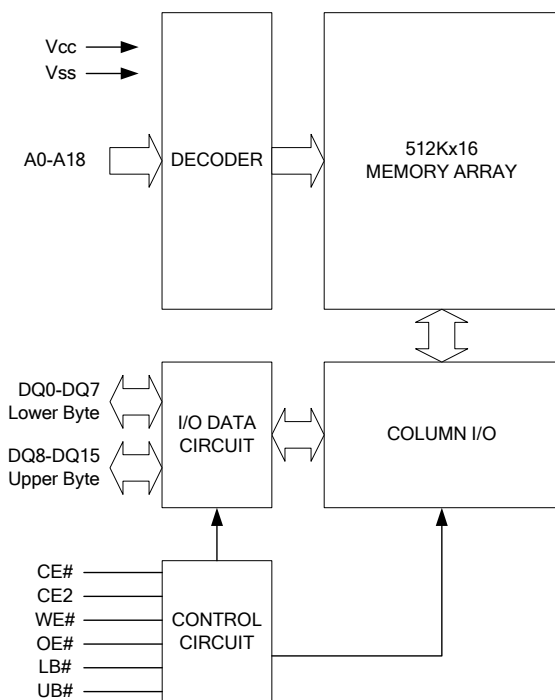 Vcc
Vss
A0-A18
DECODER
512Kx16
MEMORY ARRAY
DQ0-DQ7
Lower Byte
DQ8-DQ15
Upper Byte
I/O DATA
CIRCUIT
COLUMN I/O
CE#
CE2
WE#
OE#
LB#
UB#
CONTROL
CIRCUIT